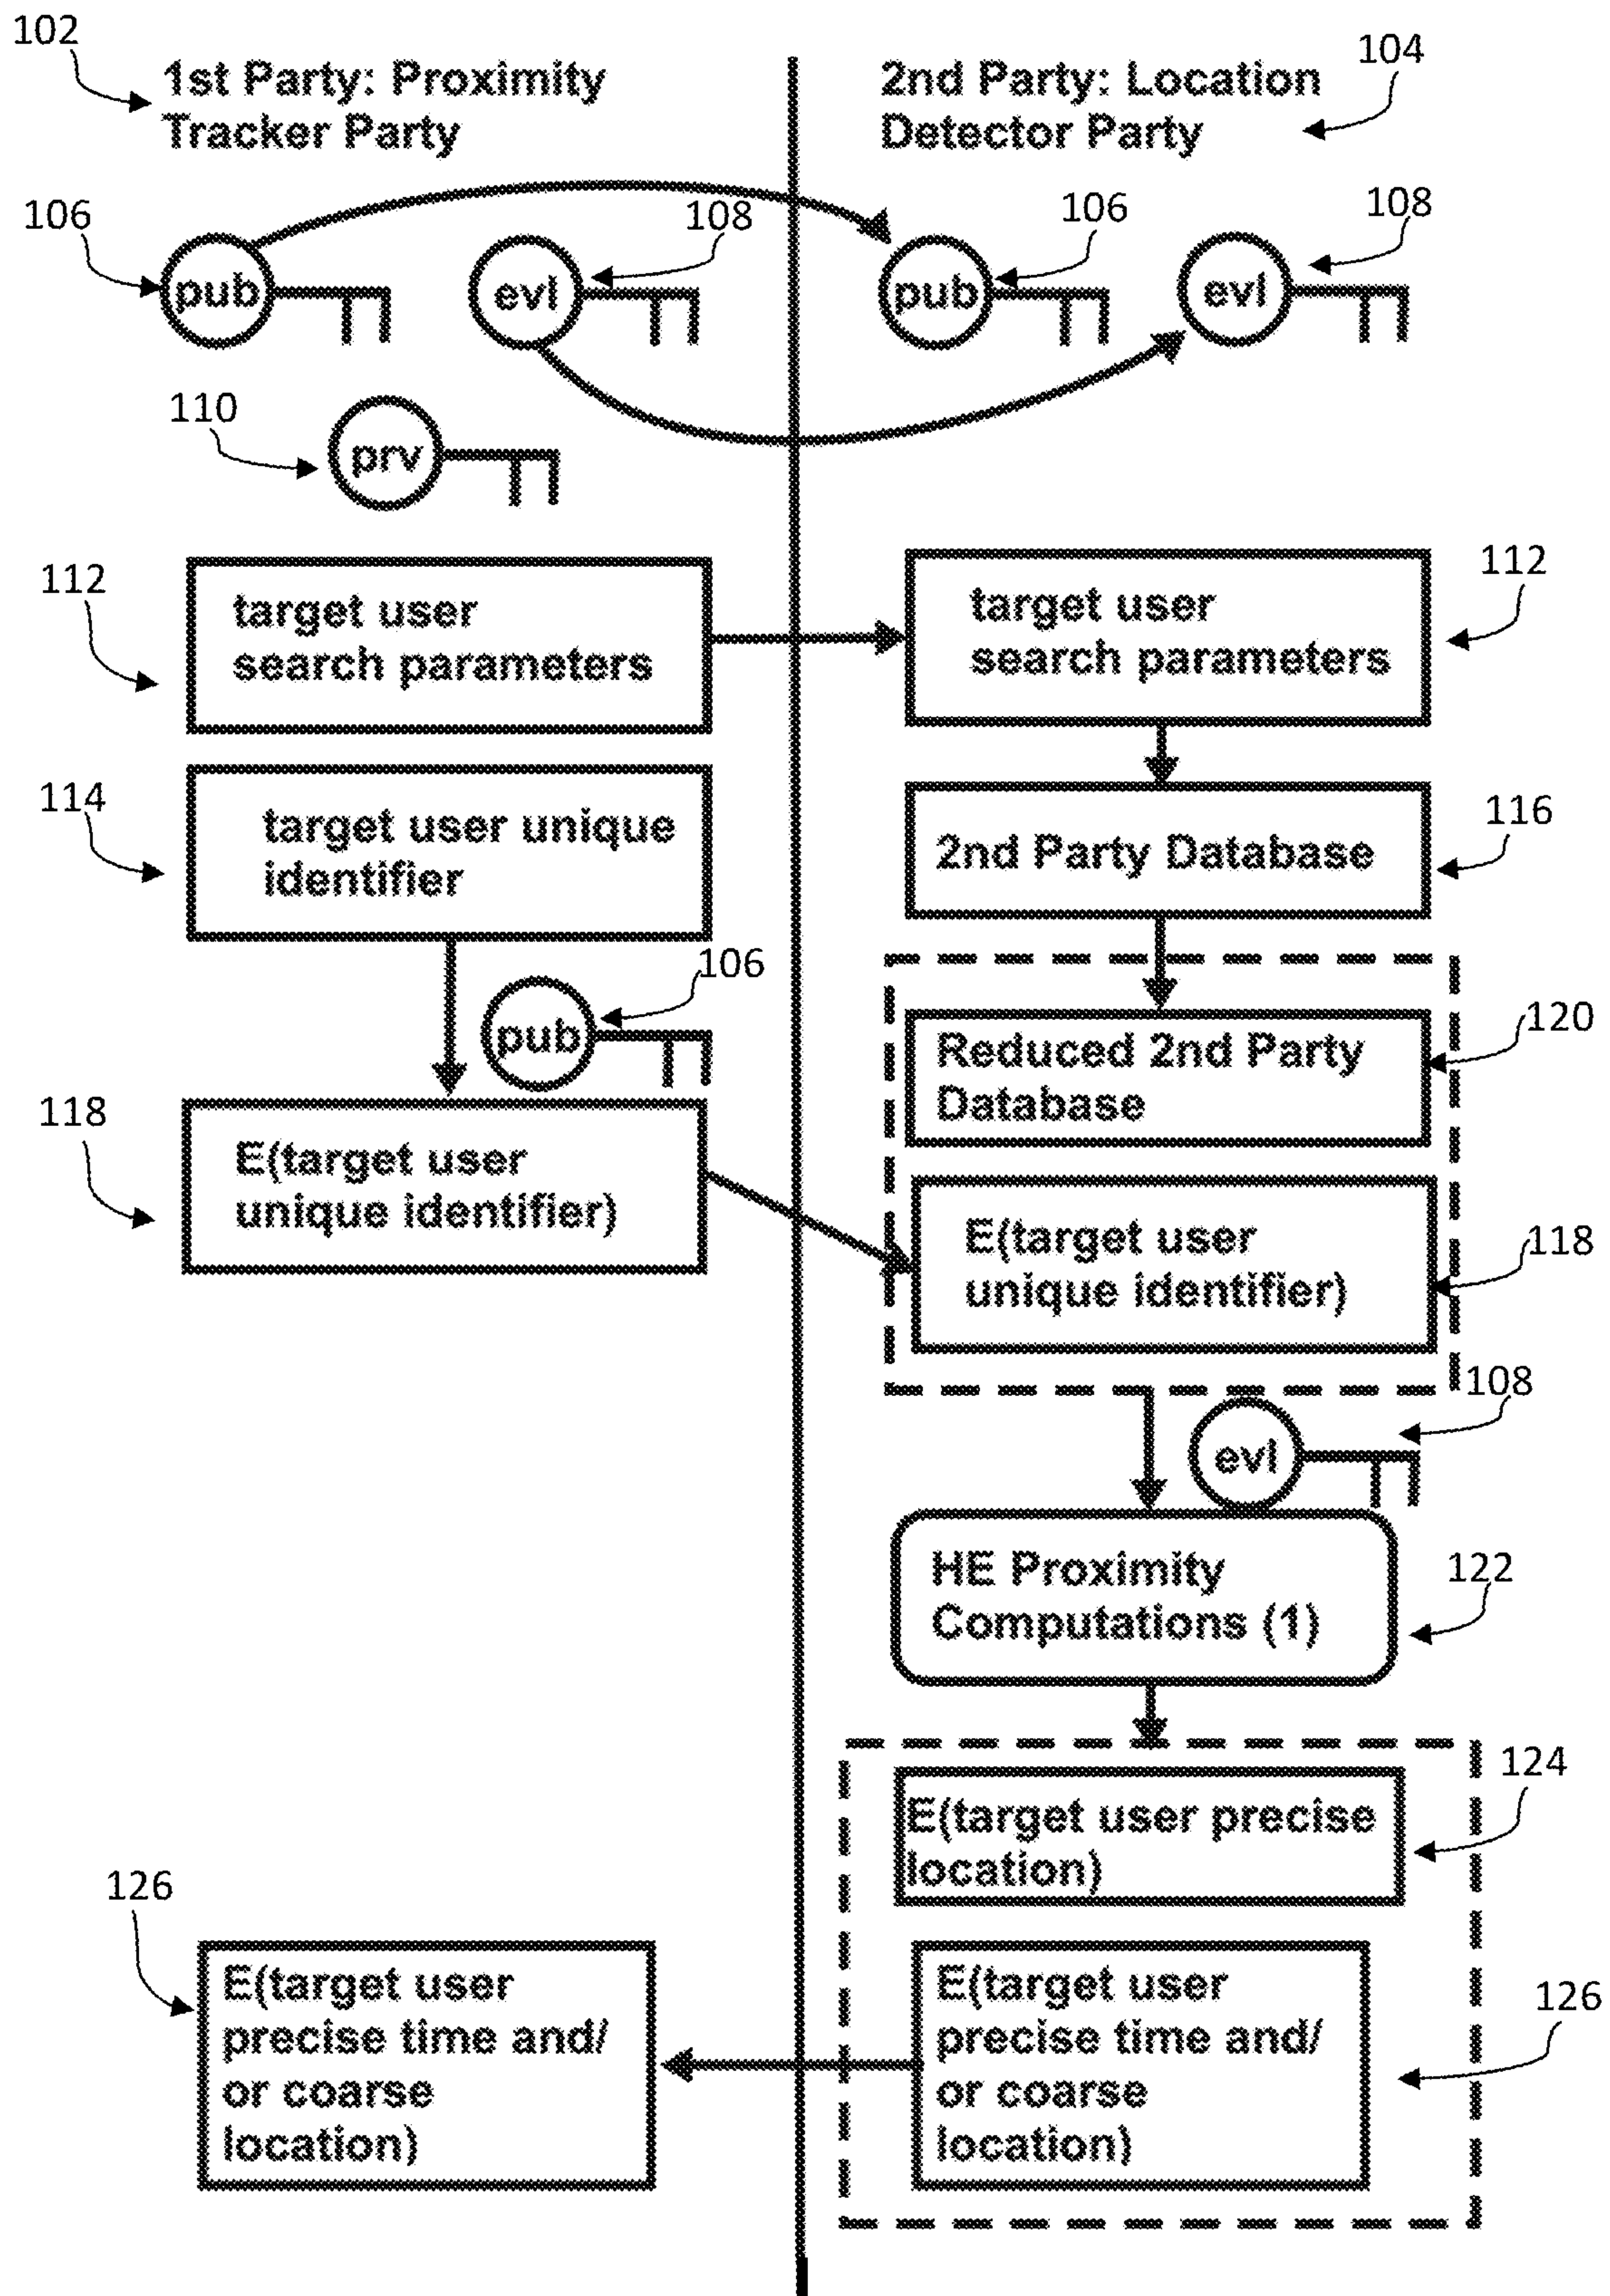 102
1st Party: Proximity
Tracker Party
2nd Party: Location
Detector Party
104
106
pub
108
evl
106
pub
108
evl
110
prv
112
target user
search parameters
target user
search parameters
112
114
target user unique
identifier
2nd Party Database
116
106
pub
Reduced 2nd Party
Database
120
118
E(target user
unique identifier)
E(target user
unique identifier)
118
108
evl
HE Proximity
Computations (1)
122
E(target user precise
location)
124
126
E(target user
precise time and/
or coarse
location)
E(target user
precise time and/
or coarse
location)
126